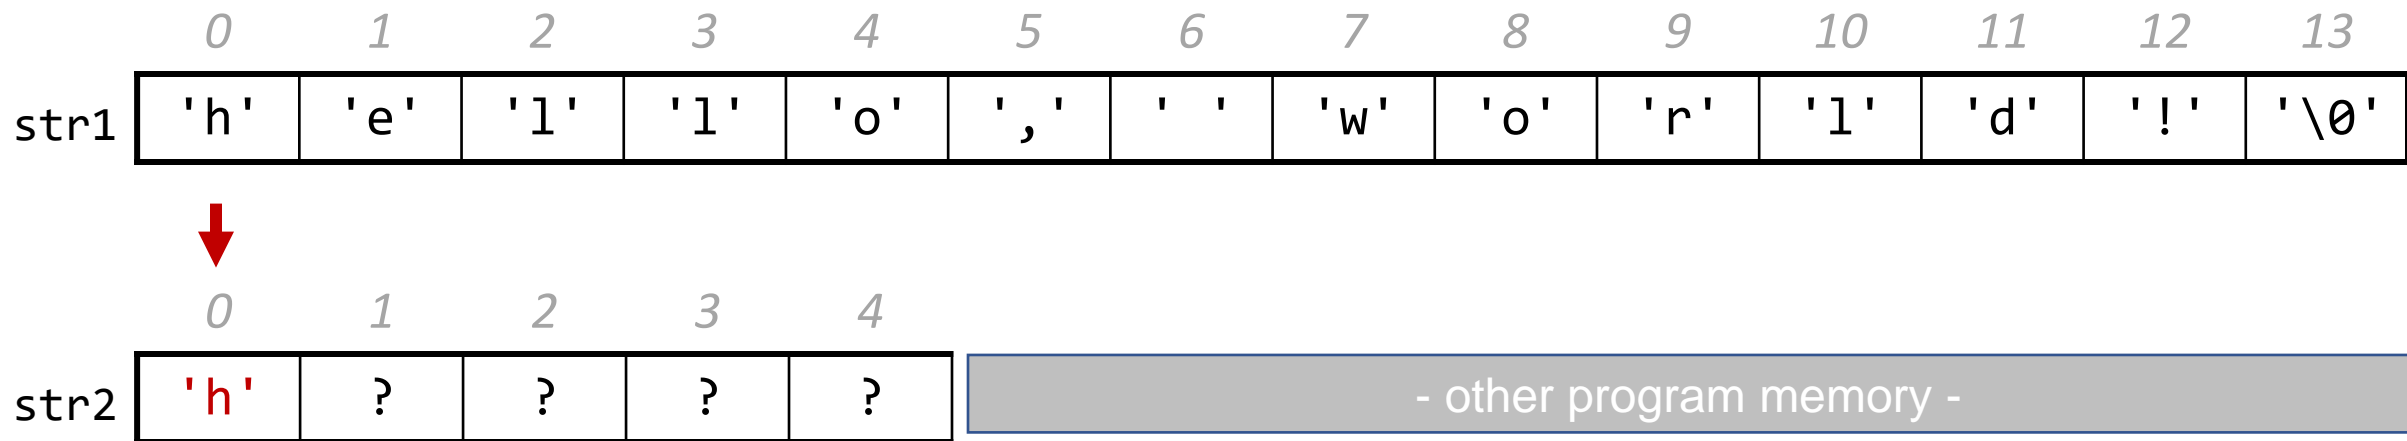 0 1 2 3 4 5 6 7 8 9 10 11 12 13
str1 'h' 'e' 'l' 'l' 'o' ',' ' ' 'w' 'o' 'r' 'l' 'd' '!' '\0'
0 1 2 3 4
str2 'h' ? ? ? ? - other program memory -